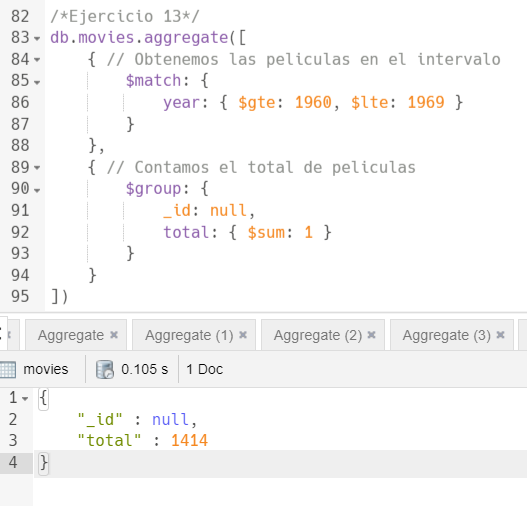 82 /*Ejercicio 13*/
83 db.movies.aggregate([
84 { // Obtenemos las peliculas en el intervalo
85 $match: {
86 year: { $gte: 1960, $lte: 1969 }
87 }
88 },
89 { // Contamos el total de peliculas
90 $group: {
91 _id: null,
92 total: { $sum: 1 }
93 }
94 }
95 ])
Aggregate × Aggregate (1) × Aggregate (2) × Aggregate (3) ×
movies 0.105 s 1 Doc
1 {
2 "_id" : null,
3 "total" : 1414
4 }